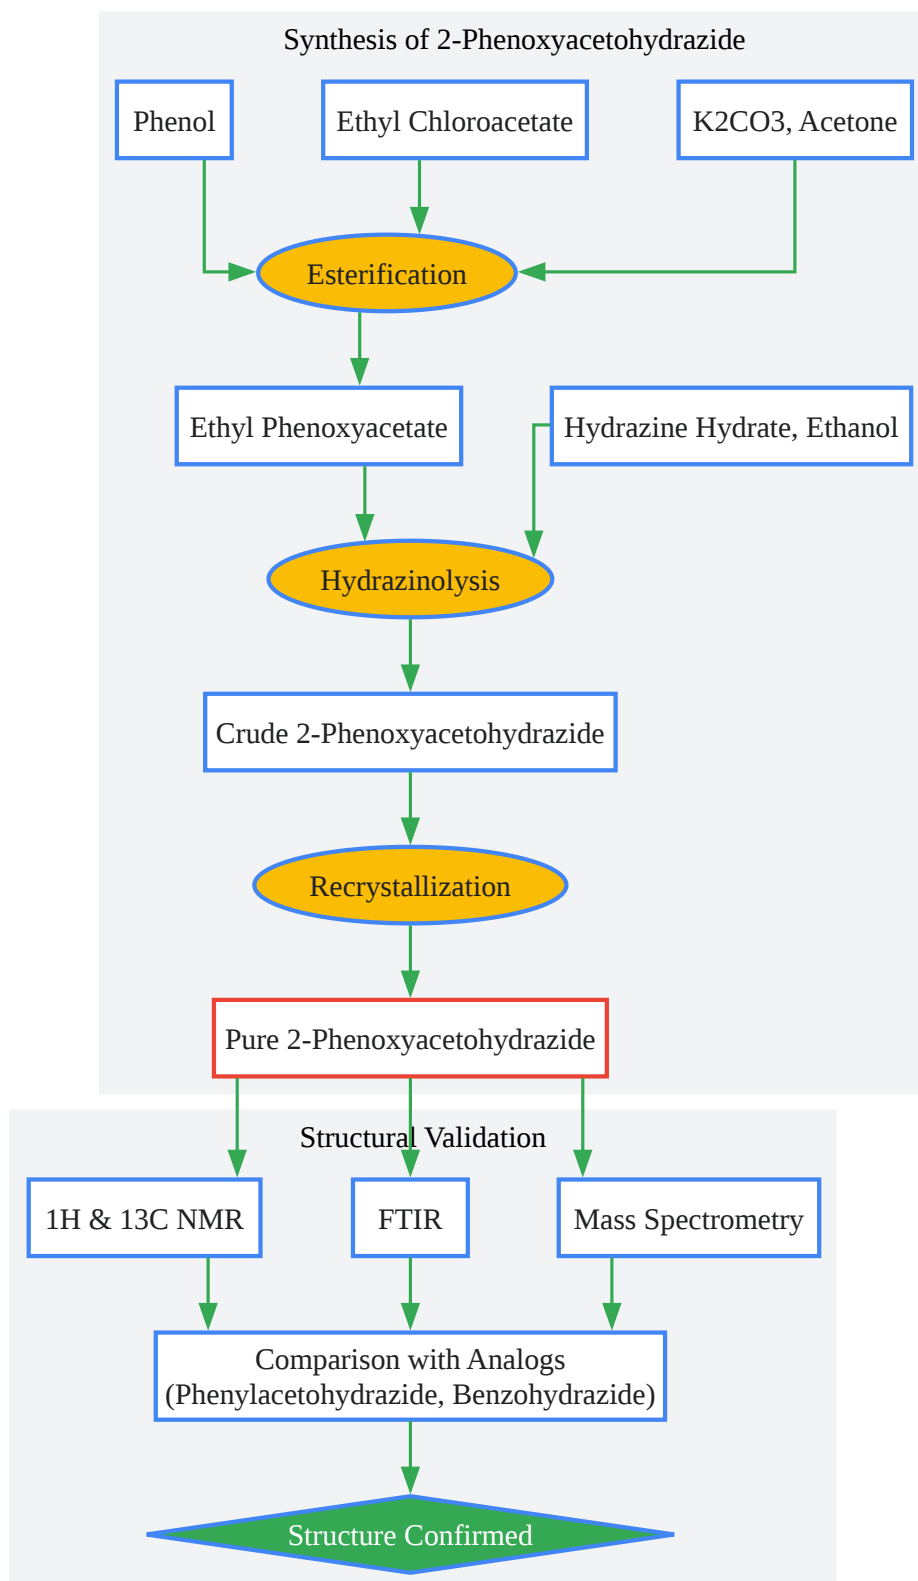 Synthesis of 2-Phenoxyacetohydrazide
Phenol
Ethyl Chloroacetate
K2CO3, Acetone
Esterification
Ethyl Phenoxyacetate
Hydrazine Hydrate, Ethanol
Hydrazinolysis
Crude 2-Phenoxyacetohydrazide
Recrystallization
Pure 2-Phenoxyacetohydrazide
Structural Validation
1H & 13C NMR
FTIR
Mass Spectrometry
Comparison with Analogs
(Phenylacetohydrazide, Benzohydrazide)
Structure Confirmed